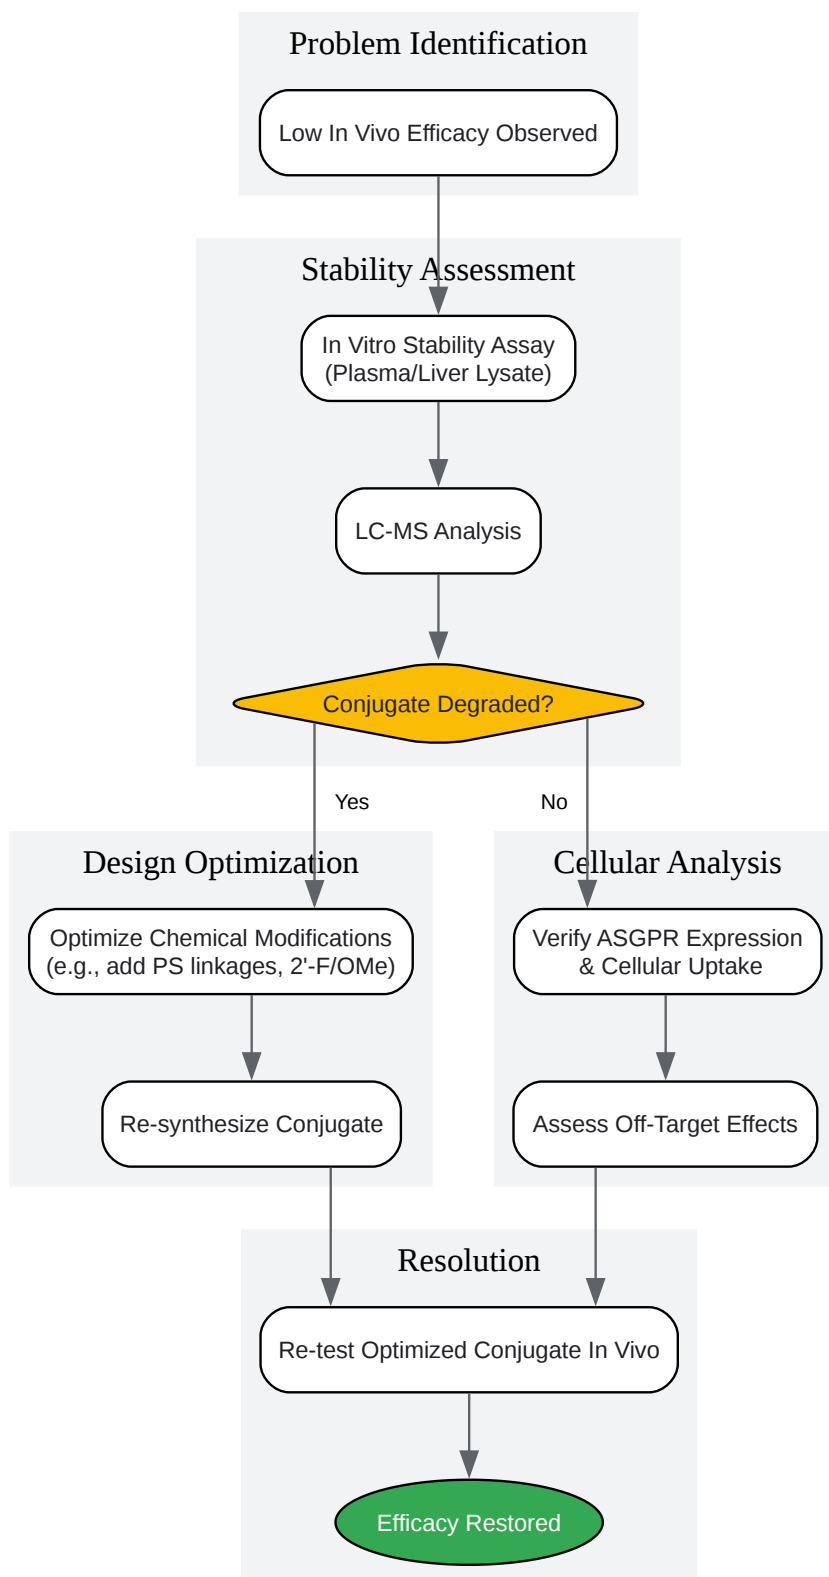 Problem Identification
Low In Vivo Efficacy Observed
Stability Assessment
In Vitro Stability Assay
(Plasma/Liver Lysate)
LC-MS Analysis
Conjugate Degraded?
Yes
No
Design Optimization
Optimize Chemical Modifications
(e.g., add PS linkages, 2'-F/OMe)
Re-synthesize Conjugate
Cellular Analysis
Verify ASGPR Expression
& Cellular Uptake
Assess Off-Target Effects
Resolution
Re-test Optimized Conjugate In Vivo
Efficacy Restored